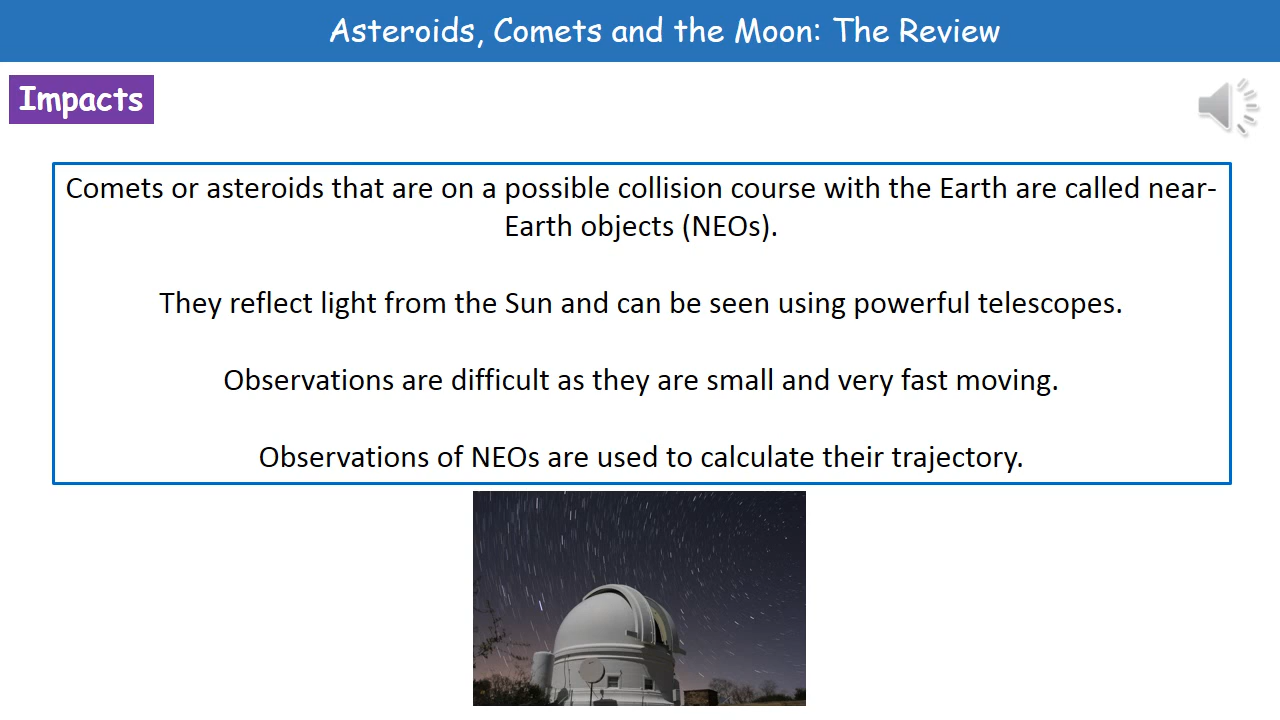 Asteroids, Comets and the Moon: The Review
Impacts
Comets or asteroids that are on a possible collision course with the Earth are called near-
Earth objects (NEOs).
They reflect light from the Sun and can be seen using powerful telescopes.
Observations are difficult as they are small and very fast moving.
Observations of NEOs are used to calculate their trajectory.